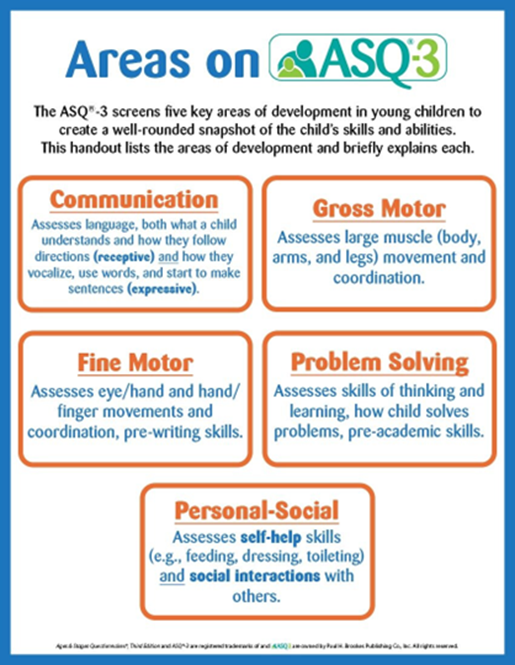 Areas on ASQ®-3
The ASQ®-3 screens five key areas of development in young children to
create a well-rounded snapshot of the child's skills and abilities.
This handout lists the areas of development and briefly explains each.
Communication
Assesses language, both what a child
understands and how they follow
directions (receptive) and how they
vocalize, use words, and start to make
sentences (expressive).
Gross Motor
Assesses large muscle (body,
arms, and legs) movement and
coordination.
Fine Motor
Assesses eye/hand and hand/
finger movements and
coordination, pre-writing skills.
Problem Solving
Assesses skills of thinking and
learning, how child solves
problems, pre-academic skills.
Personal-Social
Assesses self-help skills
(e.g., feeding, dressing, toileting)
and social interactions with
others.
Ages & Stages Questionnaires®, Third Edition and ASQ®-3 are registered trademarks of and ASQ3 are owned by Paul H. Brookes Publishing Co., Inc. All rights reserved.